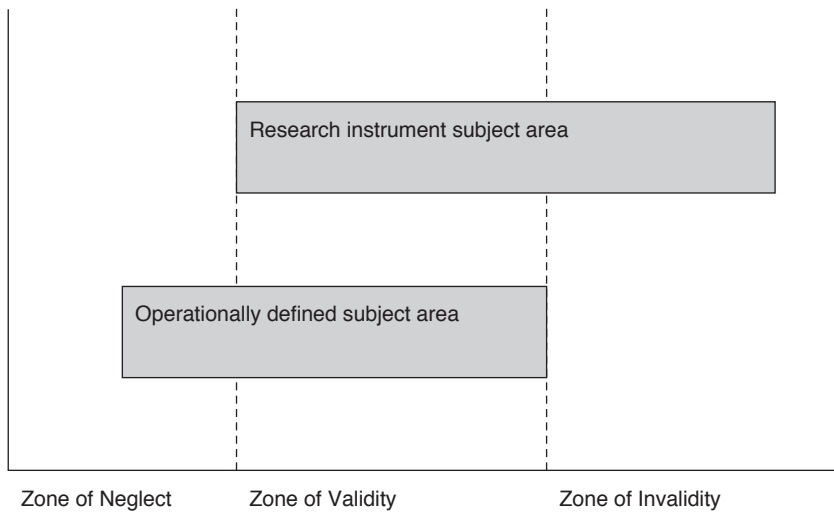 Research instrument subject area
Operationally defined subject area
Zone of Neglect
Zone of Validity
Zone of Invalidity